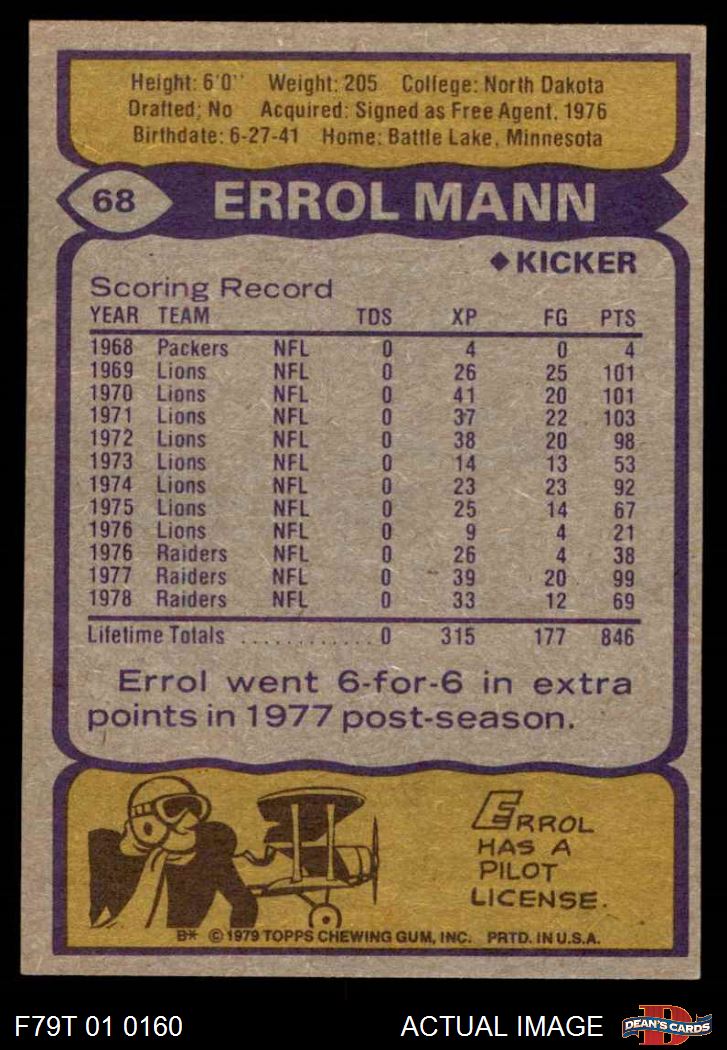 Height: 6'0'' Weight: 205 College: North Dakota
Drafted: No Acquired: Signed as Free Agent, 1976
Birthdate: 6-27-41 Home: Battle Lake, Minnesota
68 ERROL MANN
◆ KICKER
Scoring Record
YEAR TEAM TDS XP FG PTS
1968 Packers NFL 0 4 0 4
1969 Lions NFL 0 26 25 101
1970 Lions NFL 0 41 20 101
1971 Lions NFL 0 37 22 103
1972 Lions NFL 0 38 20 98
1973 Lions NFL 0 14 13 53
1974 Lions NFL 0 23 23 92
1975 Lions NFL 0 25 14 67
1976 Lions NFL 0 9 4 21
1976 Raiders NFL 0 26 4 38
1977 Raiders NFL 0 39 20 99
1978 Raiders NFL 0 33 12 69
Lifetime Totals ............ 0 315 177 846
Errol went 6-for-6 in extra
points in 1977 post-season.
ERROL
HAS A
PILOT
LICENSE.
B* © 1979 TOPPS CHEWING GUM, INC. PRTD. IN U.S.A.
F79T 01 0160 ACTUAL IMAGE D DEAN'S CARDS